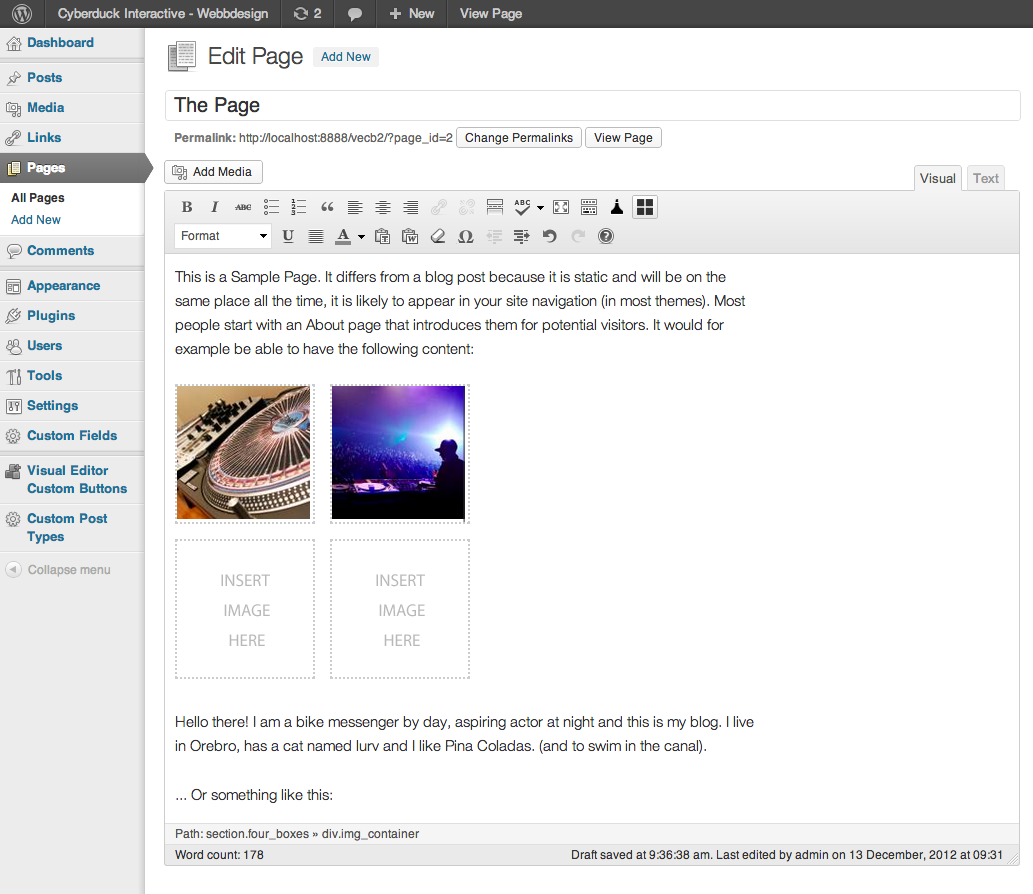 Cyberduck Interactive - Webbdesign 2 New View Page
Dashboard
Posts
Media
Links
Pages
All Pages
Add New
Comments
Appearance
Plugins
Users
Tools
Settings
Custom Fields
Visual Editor
Custom Buttons
Custom Post
Types
Collapse menu
Edit Page Add New
The Page
Permalink: http://localhost:8888/vecb2/?page_id=2 Change Permalinks View Page
Add Media
Visual Text
B I ABC ABC
Format U A T W Ω
This is a Sample Page. It differs from a blog post because it is static and will be on the
same place all the time, it is likely to appear in your site navigation (in most themes). Most
people start with an About page that introduces them for potential visitors. It would for
example be able to have the following content:
INSERT
IMAGE
HERE
INSERT
IMAGE
HERE
Hello there! I am a bike messenger by day, aspiring actor at night and this is my blog. I live
in Orebro, has a cat named lurv and I like Pina Coladas. (and to swim in the canal).
... Or something like this:
Path: section.four_boxes » div.img_container
Word count: 178
Draft saved at 9:36:38 am. Last edited by admin on 13 December, 2012 at 09:31